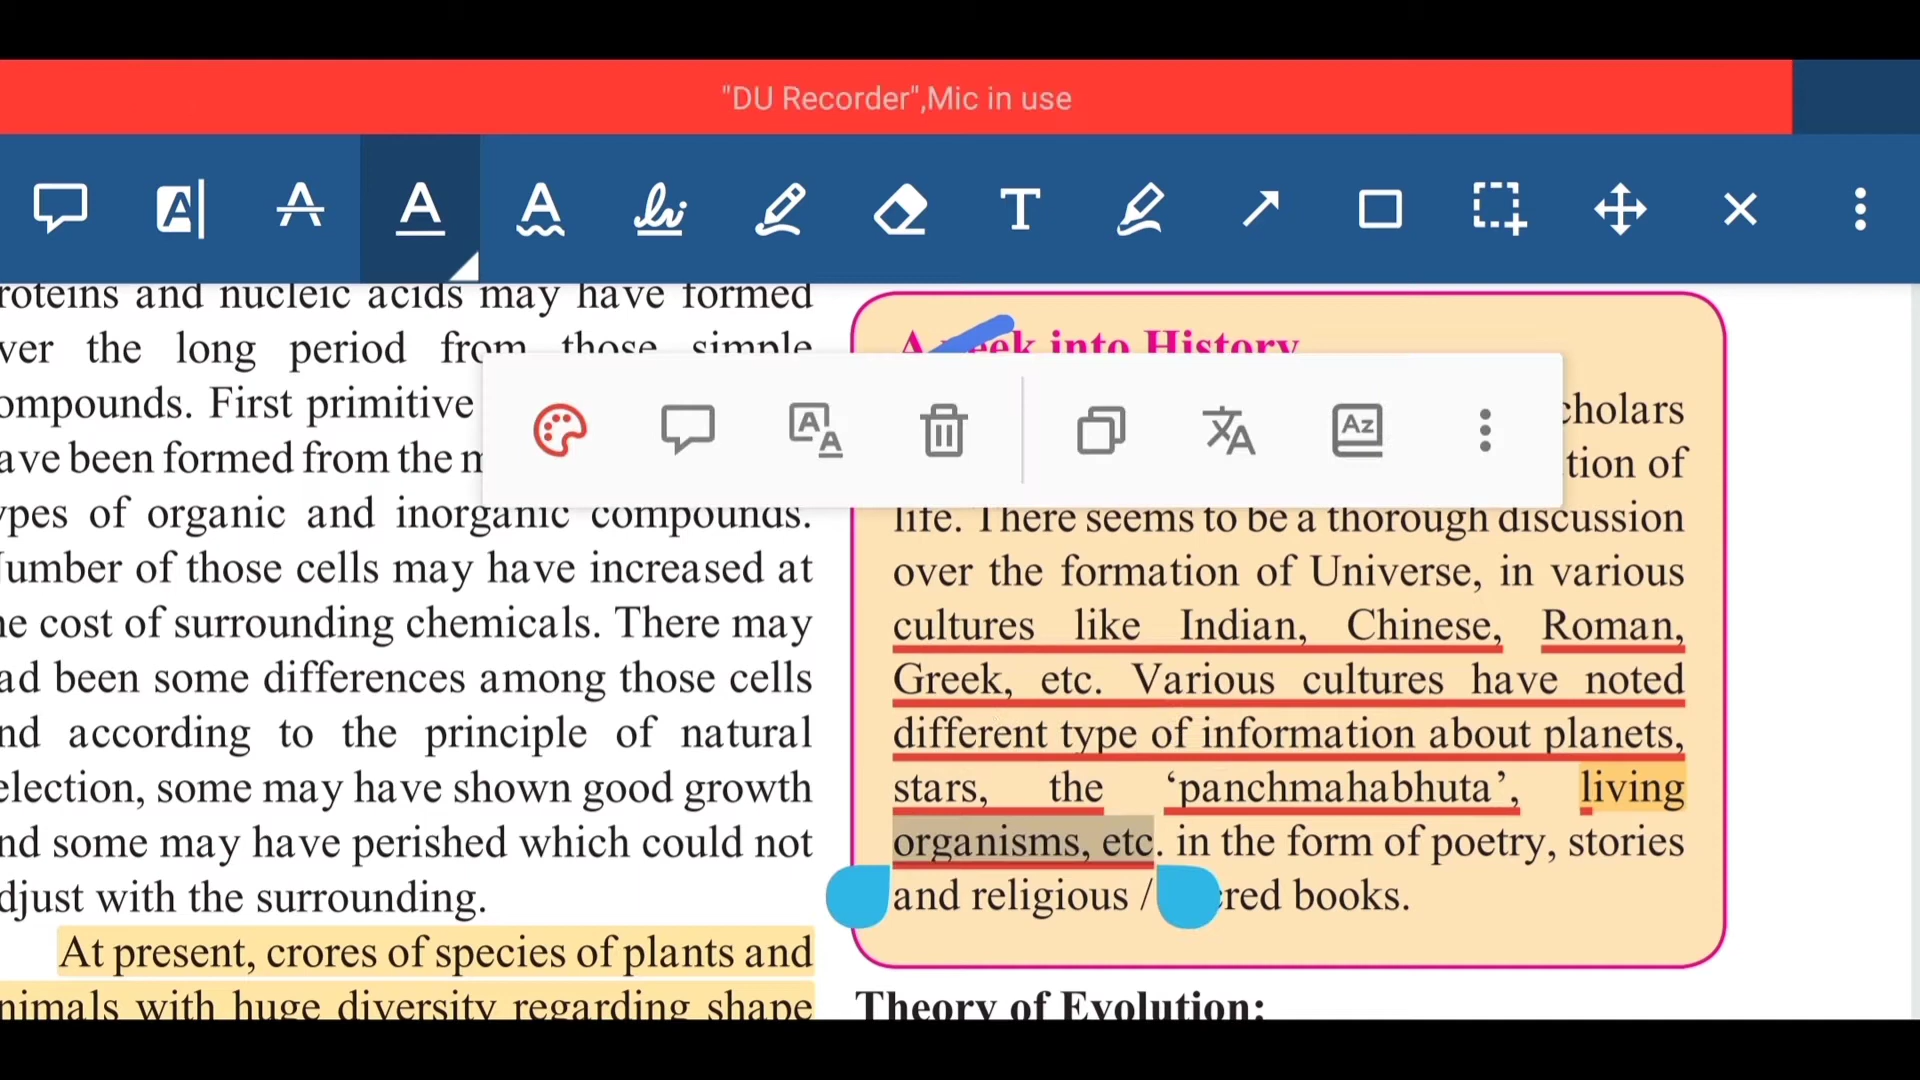 "DU Recorder",Mic in use
roteins and nucleic acids may have formed
ver the long period from those simple
ompounds. First primitive
ave been formed from the m
ypes of organic and inorganic compounds.
umber of those cells may have increased at
he cost of surrounding chemicals. There may
ad been some differences among those cells
nd according to the principle of natural
election, some may have shown good growth
nd some may have perished which could not
djust with the surrounding.
At present, crores of species of plants and
nimals with huge diversity regarding shape
A peek into History
cholars
tion of
life. There seems to be a thorough discussion
over the formation of Universe, in various
cultures like Indian, Chinese, Roman,
Greek, etc. Various cultures have noted
different type of information about planets,
stars, the ‘panchmahabhuta’, living
organisms, etc. in the form of poetry, stories
and religious / cred books.
Theory of Evolution: